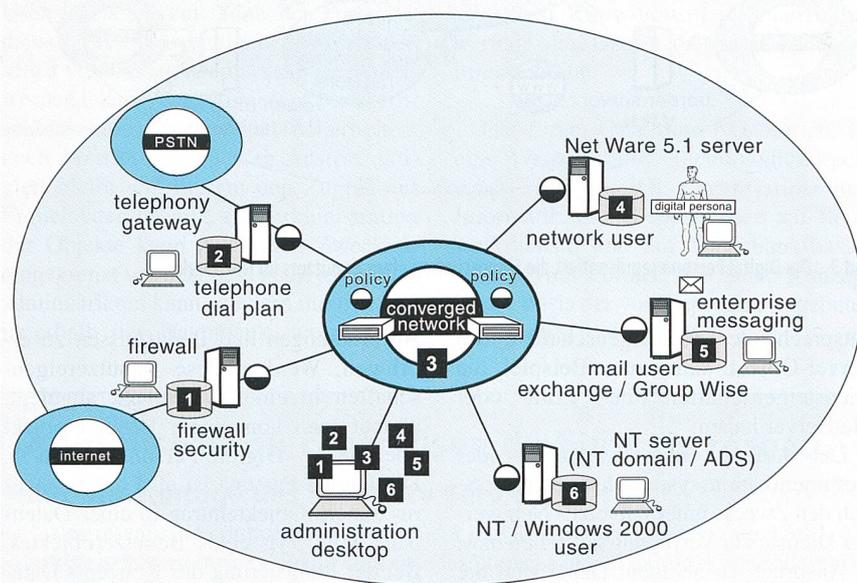 PSTN
telephony
gateway
2
telephone
dial plan
firewall
1
firewall
security
internet
policy
policy
converged
network
3
Net Ware 5.1 server
4
digital persona
network user
enterprise
messaging
5
mail user
exchange / Group Wise
NT server
(NT domain / ADS)
6
NT / Windows 2000
user
2
4
1
3
5
6
administration
desktop